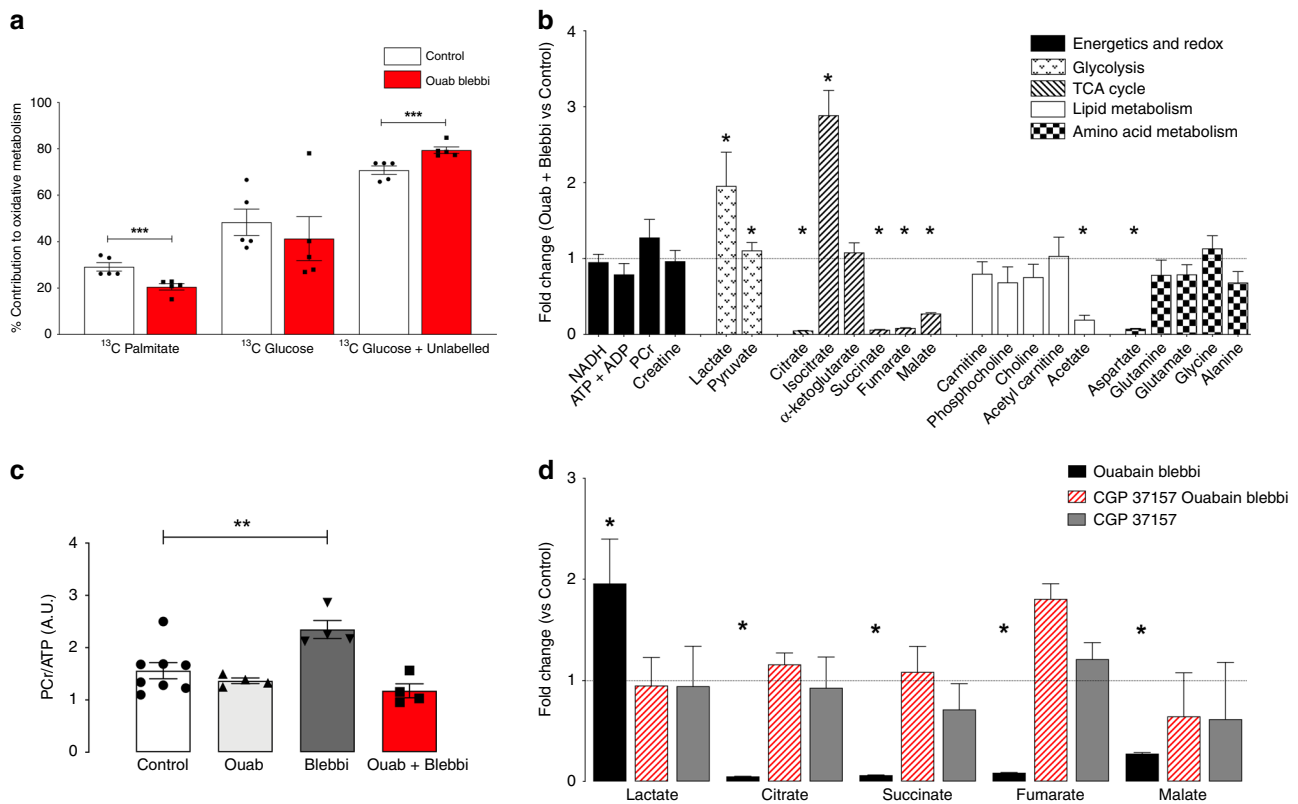 a
Control
Ouab blebbi
% Contribution to oxidative metabolism
100
80
60
40
20
0
***
***
¹³C Palmitate
¹³C Glucose
¹³C Glucose + Unlabelled
b
Fold change (Ouab + Blebbi vs Control)
4
3
2
1
0
Energetics and redox
Glycolysis
TCA cycle
Lipid metabolism
Amino acid metabolism
*
*
*
*
*
*
*
*
*
NADH
ATP + ADP
PCr
Creatine
Lactate
Pyruvate
Citrate
Isocitrate
α-ketoglutarate
Succinate
Fumarate
Malate
Carnitine
Phosphocholine
Choline
Acetyl carnitine
Acetate
Aspartate
Glutamine
Glutamate
Glycine
Alanine
c
PCr/ATP (A.U.)
4
3
2
1
0
**
Control
Ouab
Blebbi
Ouab + Blebbi
d
Fold change (vs Control)
3
2
1
0
Ouabain blebbi
CGP 37157 Ouabain blebbi
CGP 37157
*
*
*
*
*
Lactate
Citrate
Succinate
Fumarate
Malate